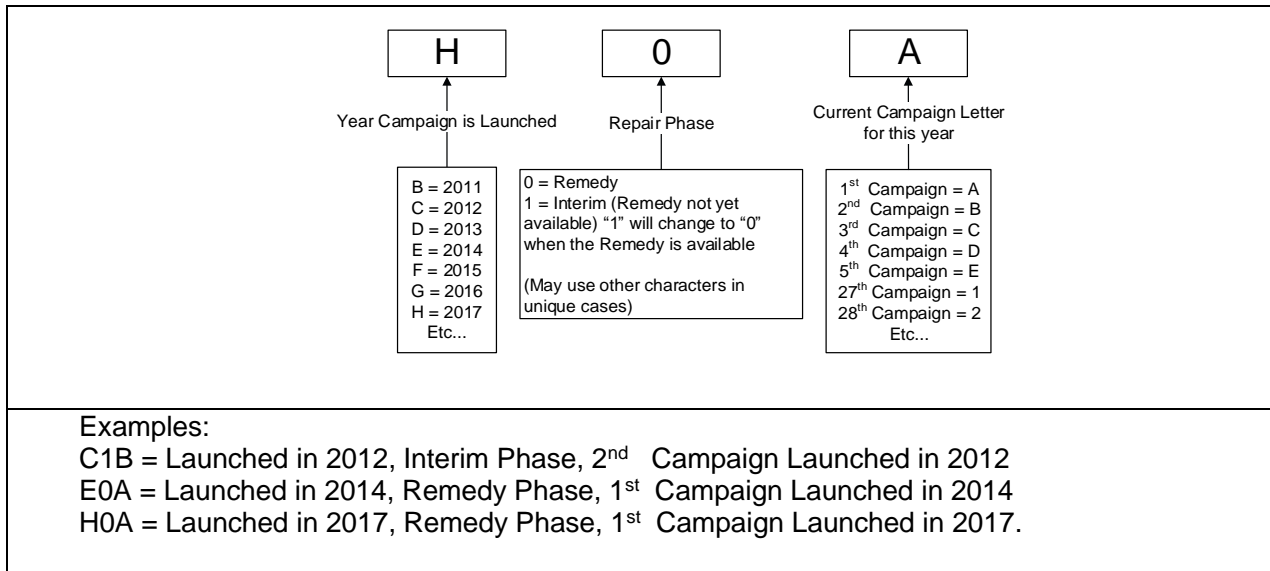 H
0
A
Year Campaign is Launched
Repair Phase
Current Campaign Letter
for this year
B = 2011
C = 2012
D = 2013
E = 2014
F = 2015
G = 2016
H = 2017
Etc...
0 = Remedy
1 = Interim (Remedy not yet
available) “1” will change to “0”
when the Remedy is available
(May use other characters in
unique cases)
1st Campaign = A
2nd Campaign = B
3rd Campaign = C
4th Campaign = D
5th Campaign = E
27th Campaign = 1
28th Campaign = 2
Etc...
Examples:
C1B = Launched in 2012, Interim Phase, 2nd Campaign Launched in 2012
E0A = Launched in 2014, Remedy Phase, 1st Campaign Launched in 2014
H0A = Launched in 2017, Remedy Phase, 1st Campaign Launched in 2017.